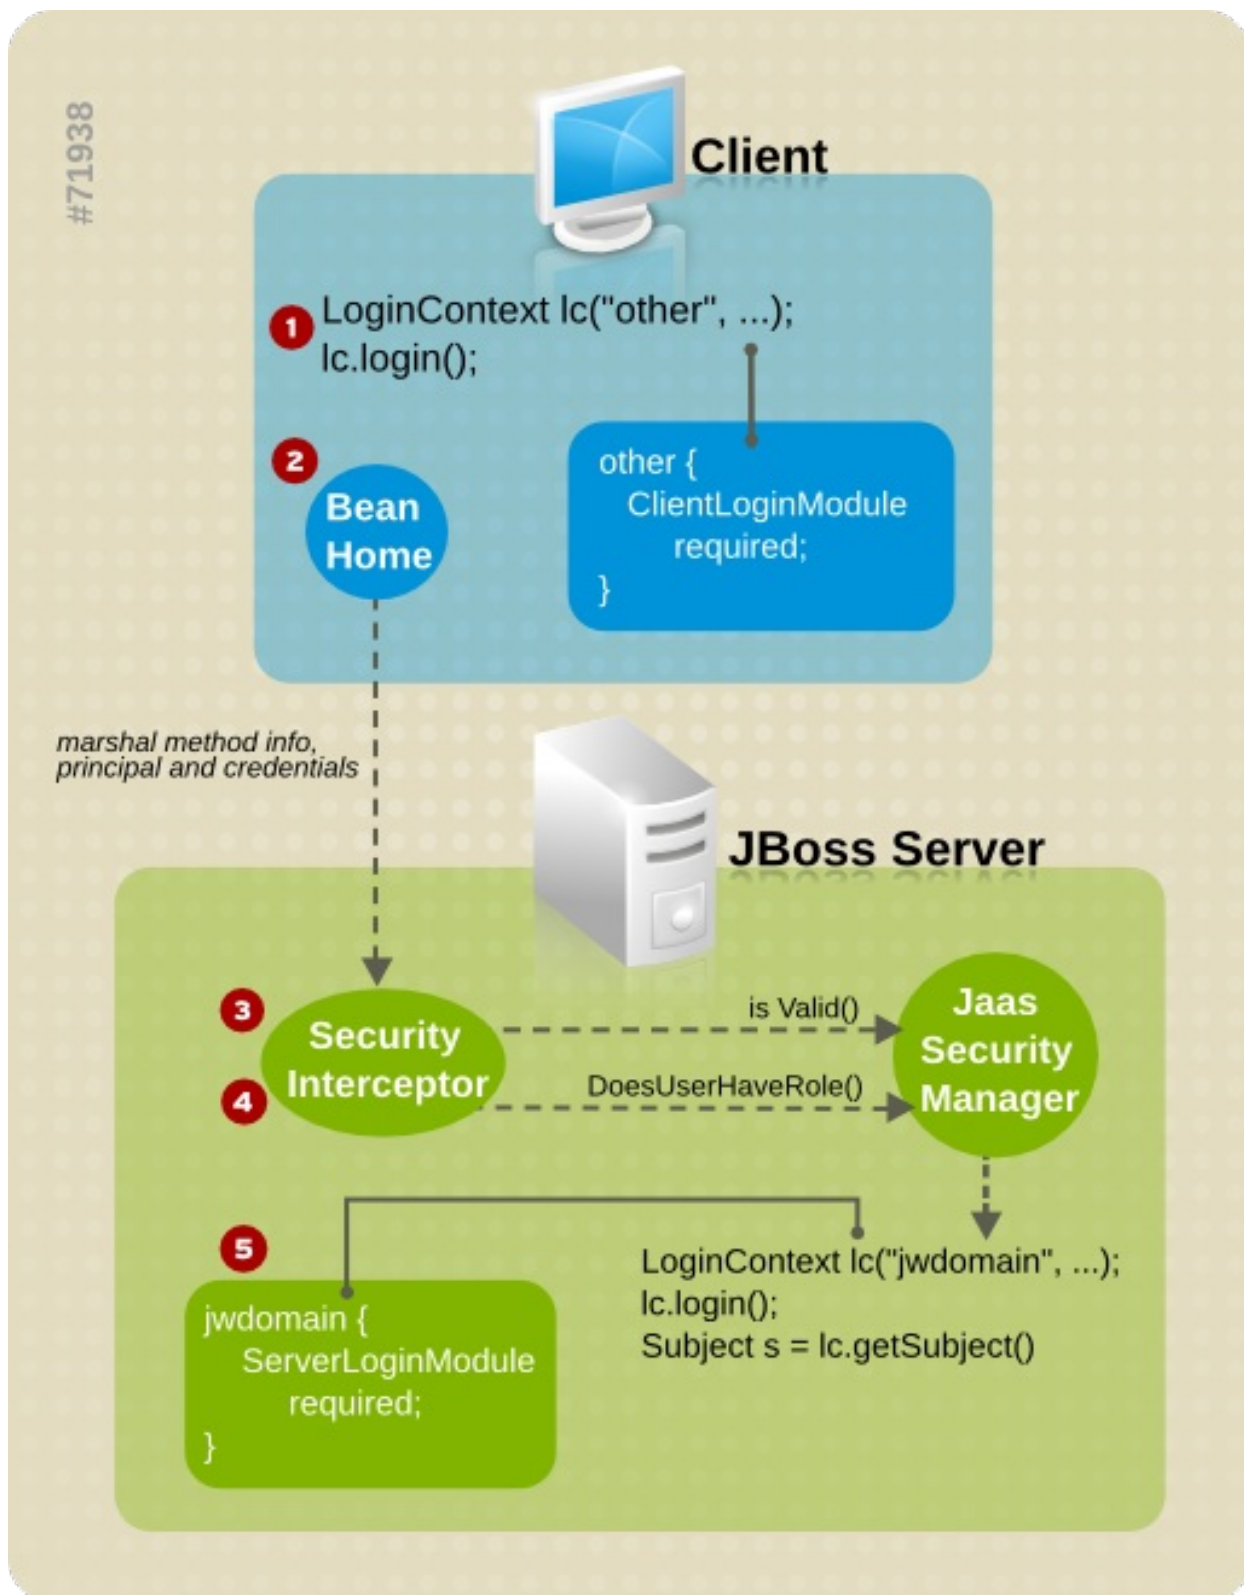 #71938
Client
1
LoginContext lc("other", ...);
lc.login();
2
Bean
Home
other {
ClientLoginModule
required;
}
marshal method info,
principal and credentials
JBoss Server
3
Security
Interceptor
4
is Valid()
DoesUserHaveRole()
Jaas
Security
Manager
5
jwdomain {
ServerLoginModule
required;
}
LoginContext lc("jwdomain", ...);
lc.login();
Subject s = lc.getSubject()